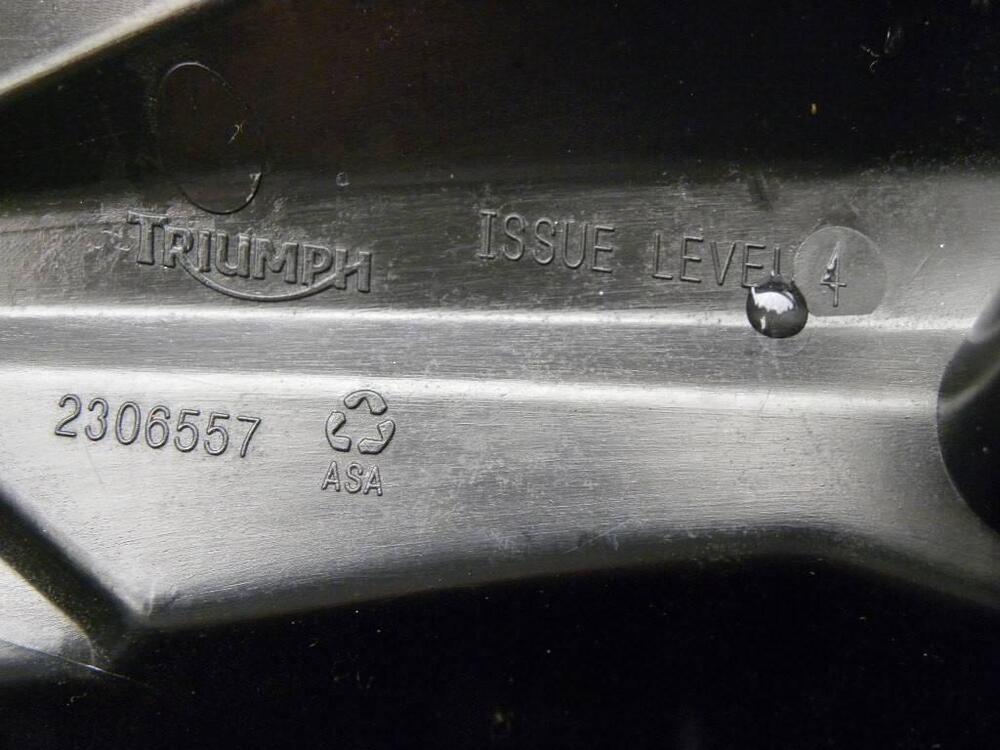 TRIUMPH
ISSUE LEVEL 4
2306557
ASA